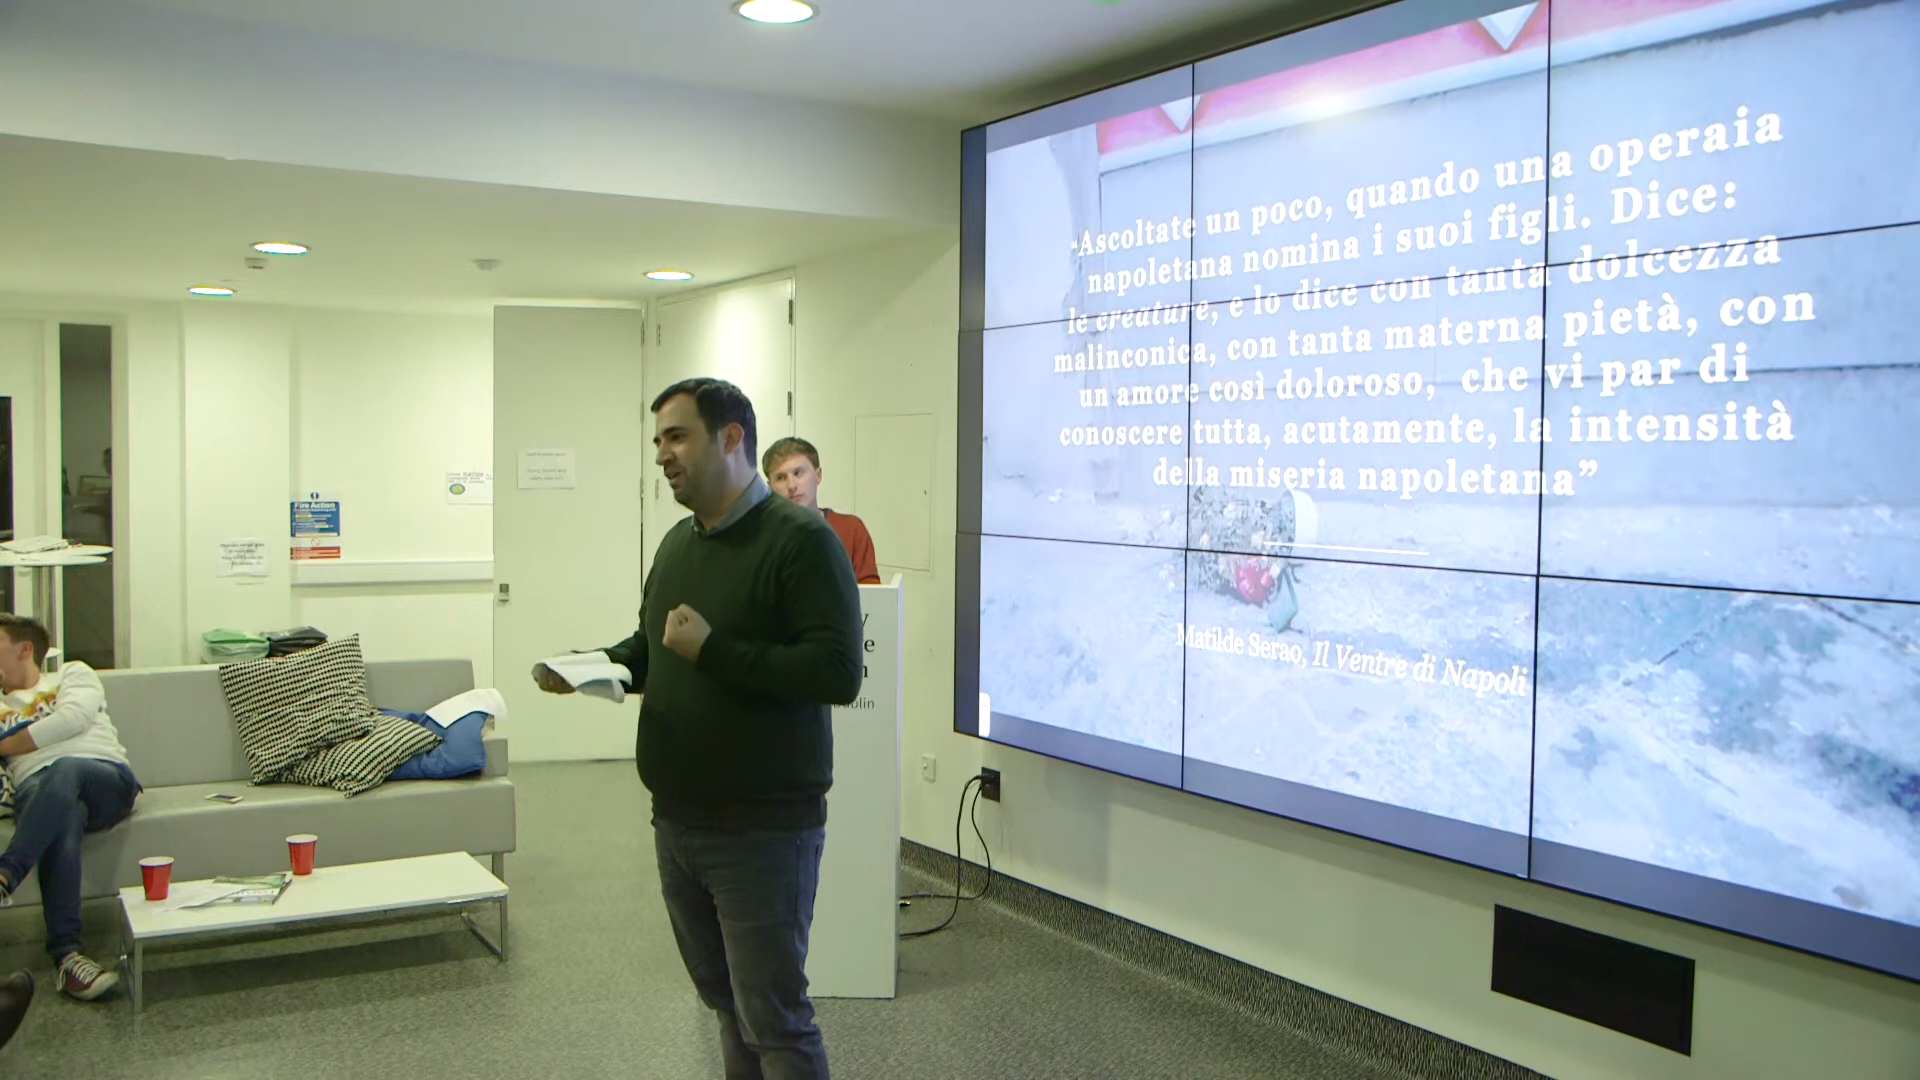 “Ascoltate un poco, quando una operaia
napoletana nomina i suoi figli. Dice:
le creature, e lo dice con tanta dolcezza
malinconica, con tanta materna pietà, con
un amore così doloroso, che vi par di
conoscere tutta, acutamente, la intensità
della miseria napoletana”
Matilde Serao, Il Ventre di Napoli
Fire Action